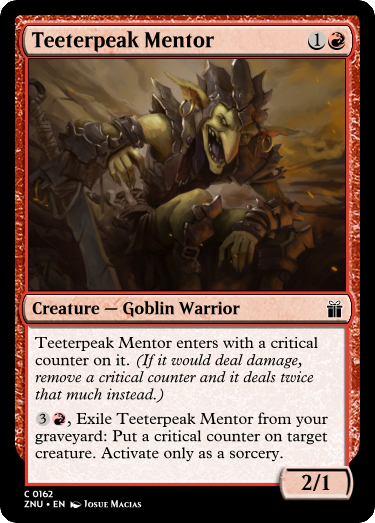 Teeterpeak Mentor 1
Creature — Goblin Warrior
Teeterpeak Mentor enters with a critical
counter on it. (If it would deal damage,
remove a critical counter and it deals twice
that much instead.)
3, Exile Teeterpeak Mentor from your
graveyard: Put a critical counter on target
creature. Activate only as a sorcery.
2/1
C 0162
ZNU • EN Josue Macias